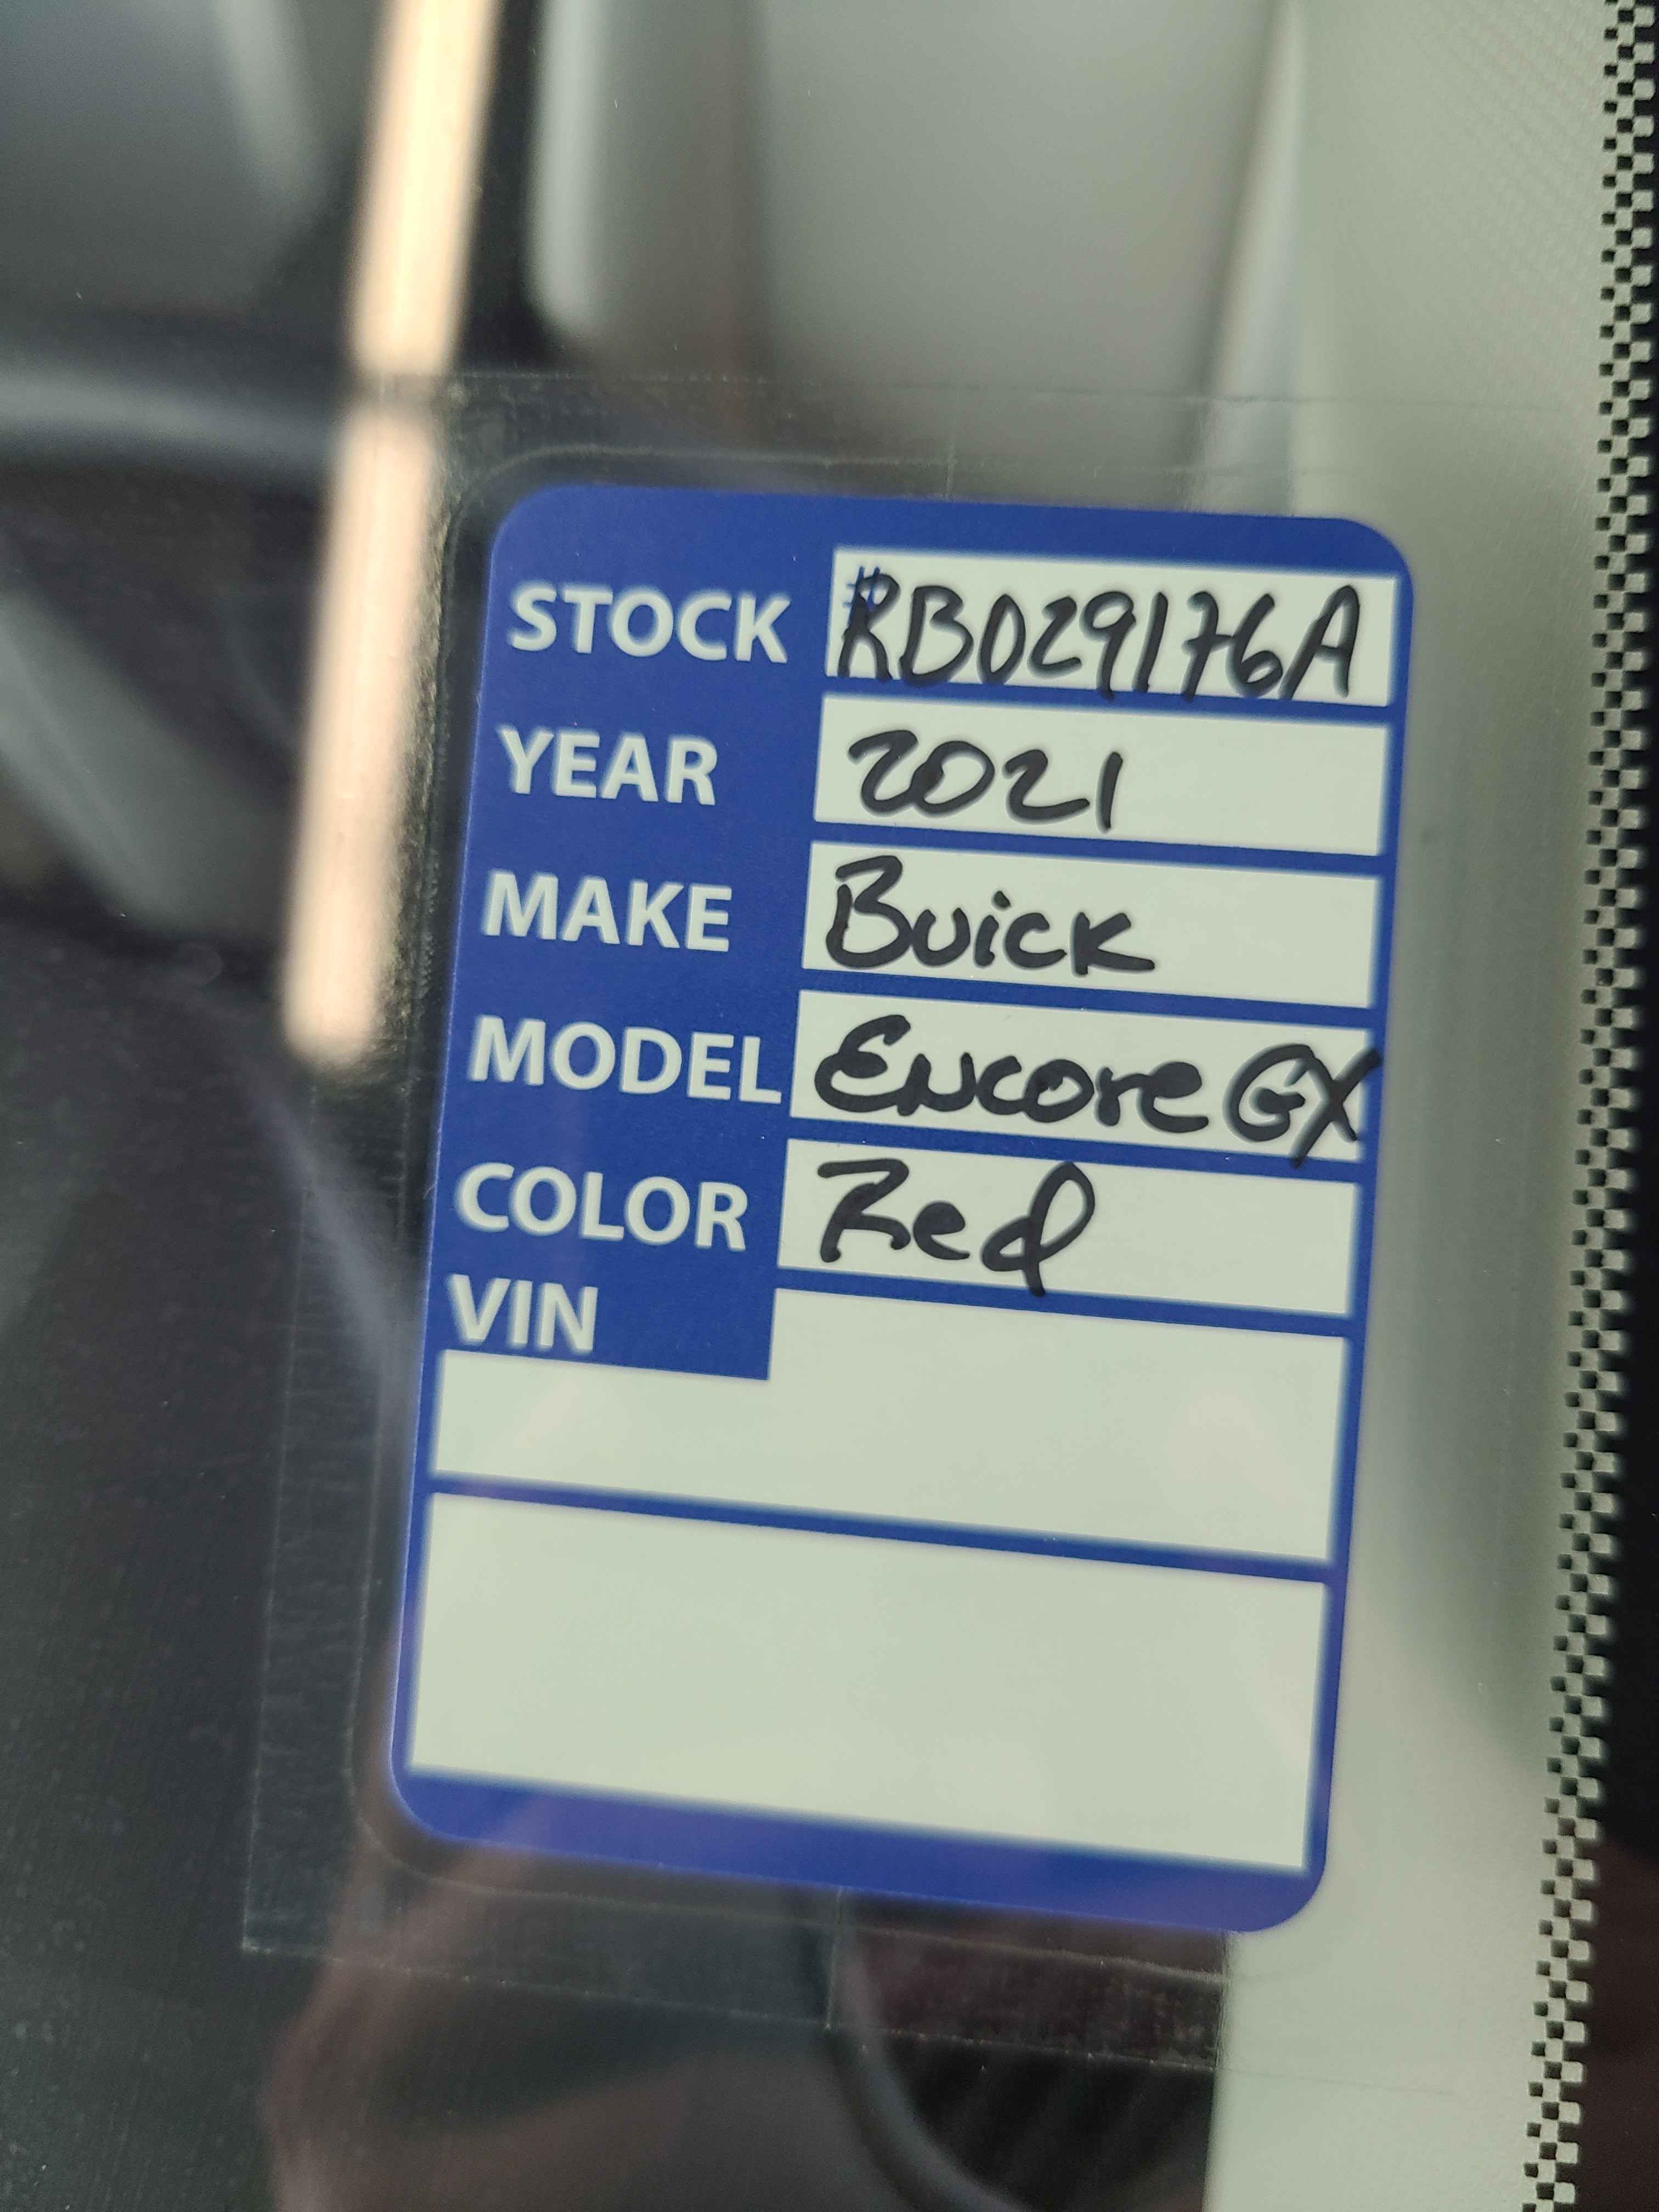 STOCK #RB029176A
YEAR 2021
MAKE Buick
MODEL Encore GX
COLOR Red
VIN